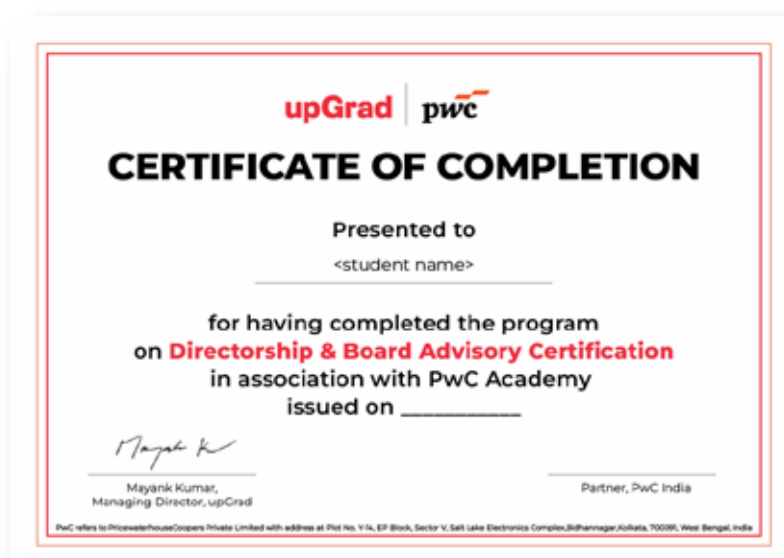 upGrad pwc
CERTIFICATE OF COMPLETION
Presented to
<student name>
for having completed the program
on Directorship & Board Advisory Certification
in association with PwC Academy
issued on ___________
Mayank K
Mayank Kumar,
Managing Director, upGrad
Partner, PwC India
PwC refers to PricewaterhouseCoopers Private Limited with address at Plot No. Y-14, EP Block, Sector V, Salt Lake Electronics Complex,Bidhannagar,Kolkata, 700091, West Bengal, India